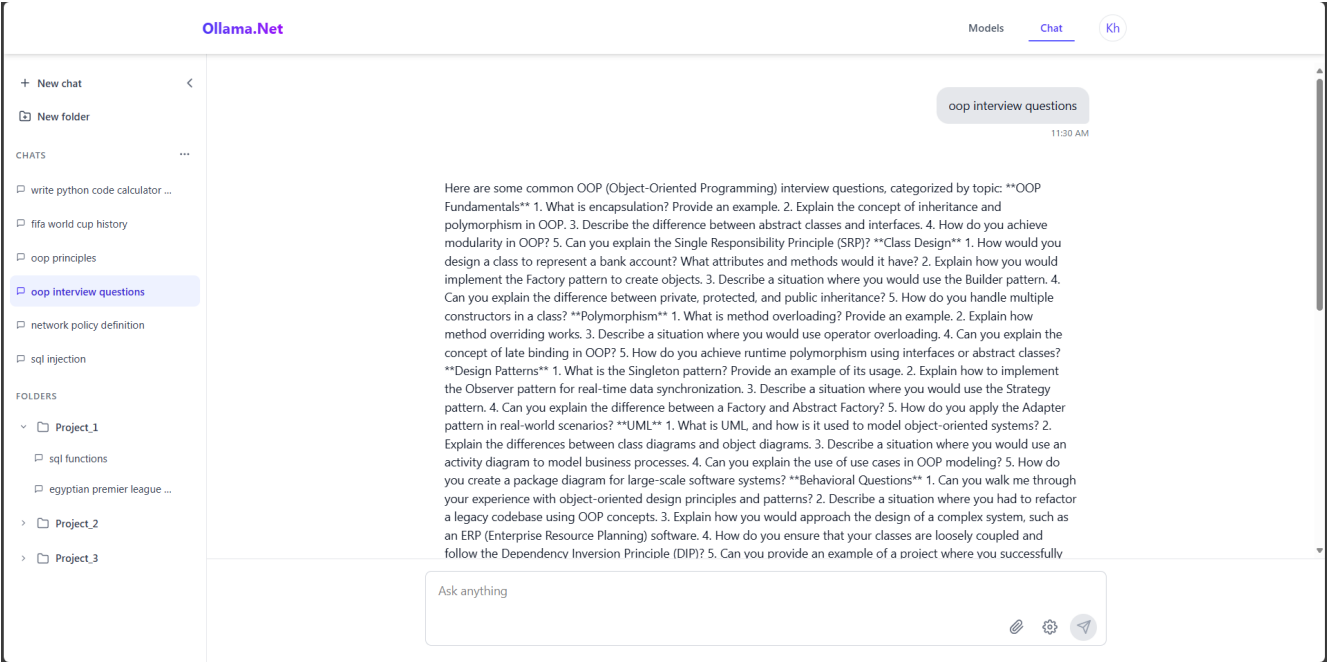 Ollama.Net
Models
Chat
Kh
New chat
New folder
CHATS
write python code calculator ...
fifa world cup history
oop principles
oop interview questions
network policy definition
sql injection
FOLDERS
Project_1
sql functions
egyptian premier league ...
Project_2
Project_3
oop interview questions
11:30 AM
Here are some common OOP (Object-Oriented Programming) interview questions, categorized by topic: **OOP
Fundamentals** 1. What is encapsulation? Provide an example. 2. Explain the concept of inheritance and
polymorphism in OOP. 3. Describe the difference between abstract classes and interfaces. 4. How do you achieve
modularity in OOP? 5. Can you explain the Single Responsibility Principle (SRP)? **Class Design** 1. How would you
design a class to represent a bank account? What attributes and methods would it have? 2. Explain how you would
implement the Factory pattern to create objects. 3. Describe a situation where you would use the Builder pattern. 4.
Can you explain the difference between private, protected, and public inheritance? 5. How do you handle multiple
constructors in a class? **Polymorphism** 1. What is method overloading? Provide an example. 2. Explain how
method overriding works. 3. Describe a situation where you would use operator overloading. 4. Can you explain the
concept of late binding in OOP? 5. How do you achieve runtime polymorphism using interfaces or abstract classes?
**Design Patterns** 1. What is the Singleton pattern? Provide an example of its usage. 2. Explain how to implement
the Observer pattern for real-time data synchronization. 3. Describe a situation where you would use the Strategy
pattern. 4. Can you explain the difference between a Factory and Abstract Factory? 5. How do you apply the Adapter
pattern in real-world scenarios? **UML** 1. What is UML, and how is it used to model object-oriented systems? 2.
Explain the differences between class diagrams and object diagrams. 3. Describe a situation where you would use an
activity diagram to model business processes. 4. Can you explain the use of use cases in OOP modeling? 5. How do
you create a package diagram for large-scale software systems? **Behavioral Questions** 1. Can you walk me through
your experience with object-oriented design principles and patterns? 2. Describe a situation where you had to refactor
a legacy codebase using OOP concepts. 3. Explain how you would approach the design of a complex system, such as
an ERP (Enterprise Resource Planning) software. 4. How do you ensure that your classes are loosely coupled and
follow the Dependency Inversion Principle (DIP)? 5. Can you provide an example of a project where you successfully
Ask anything